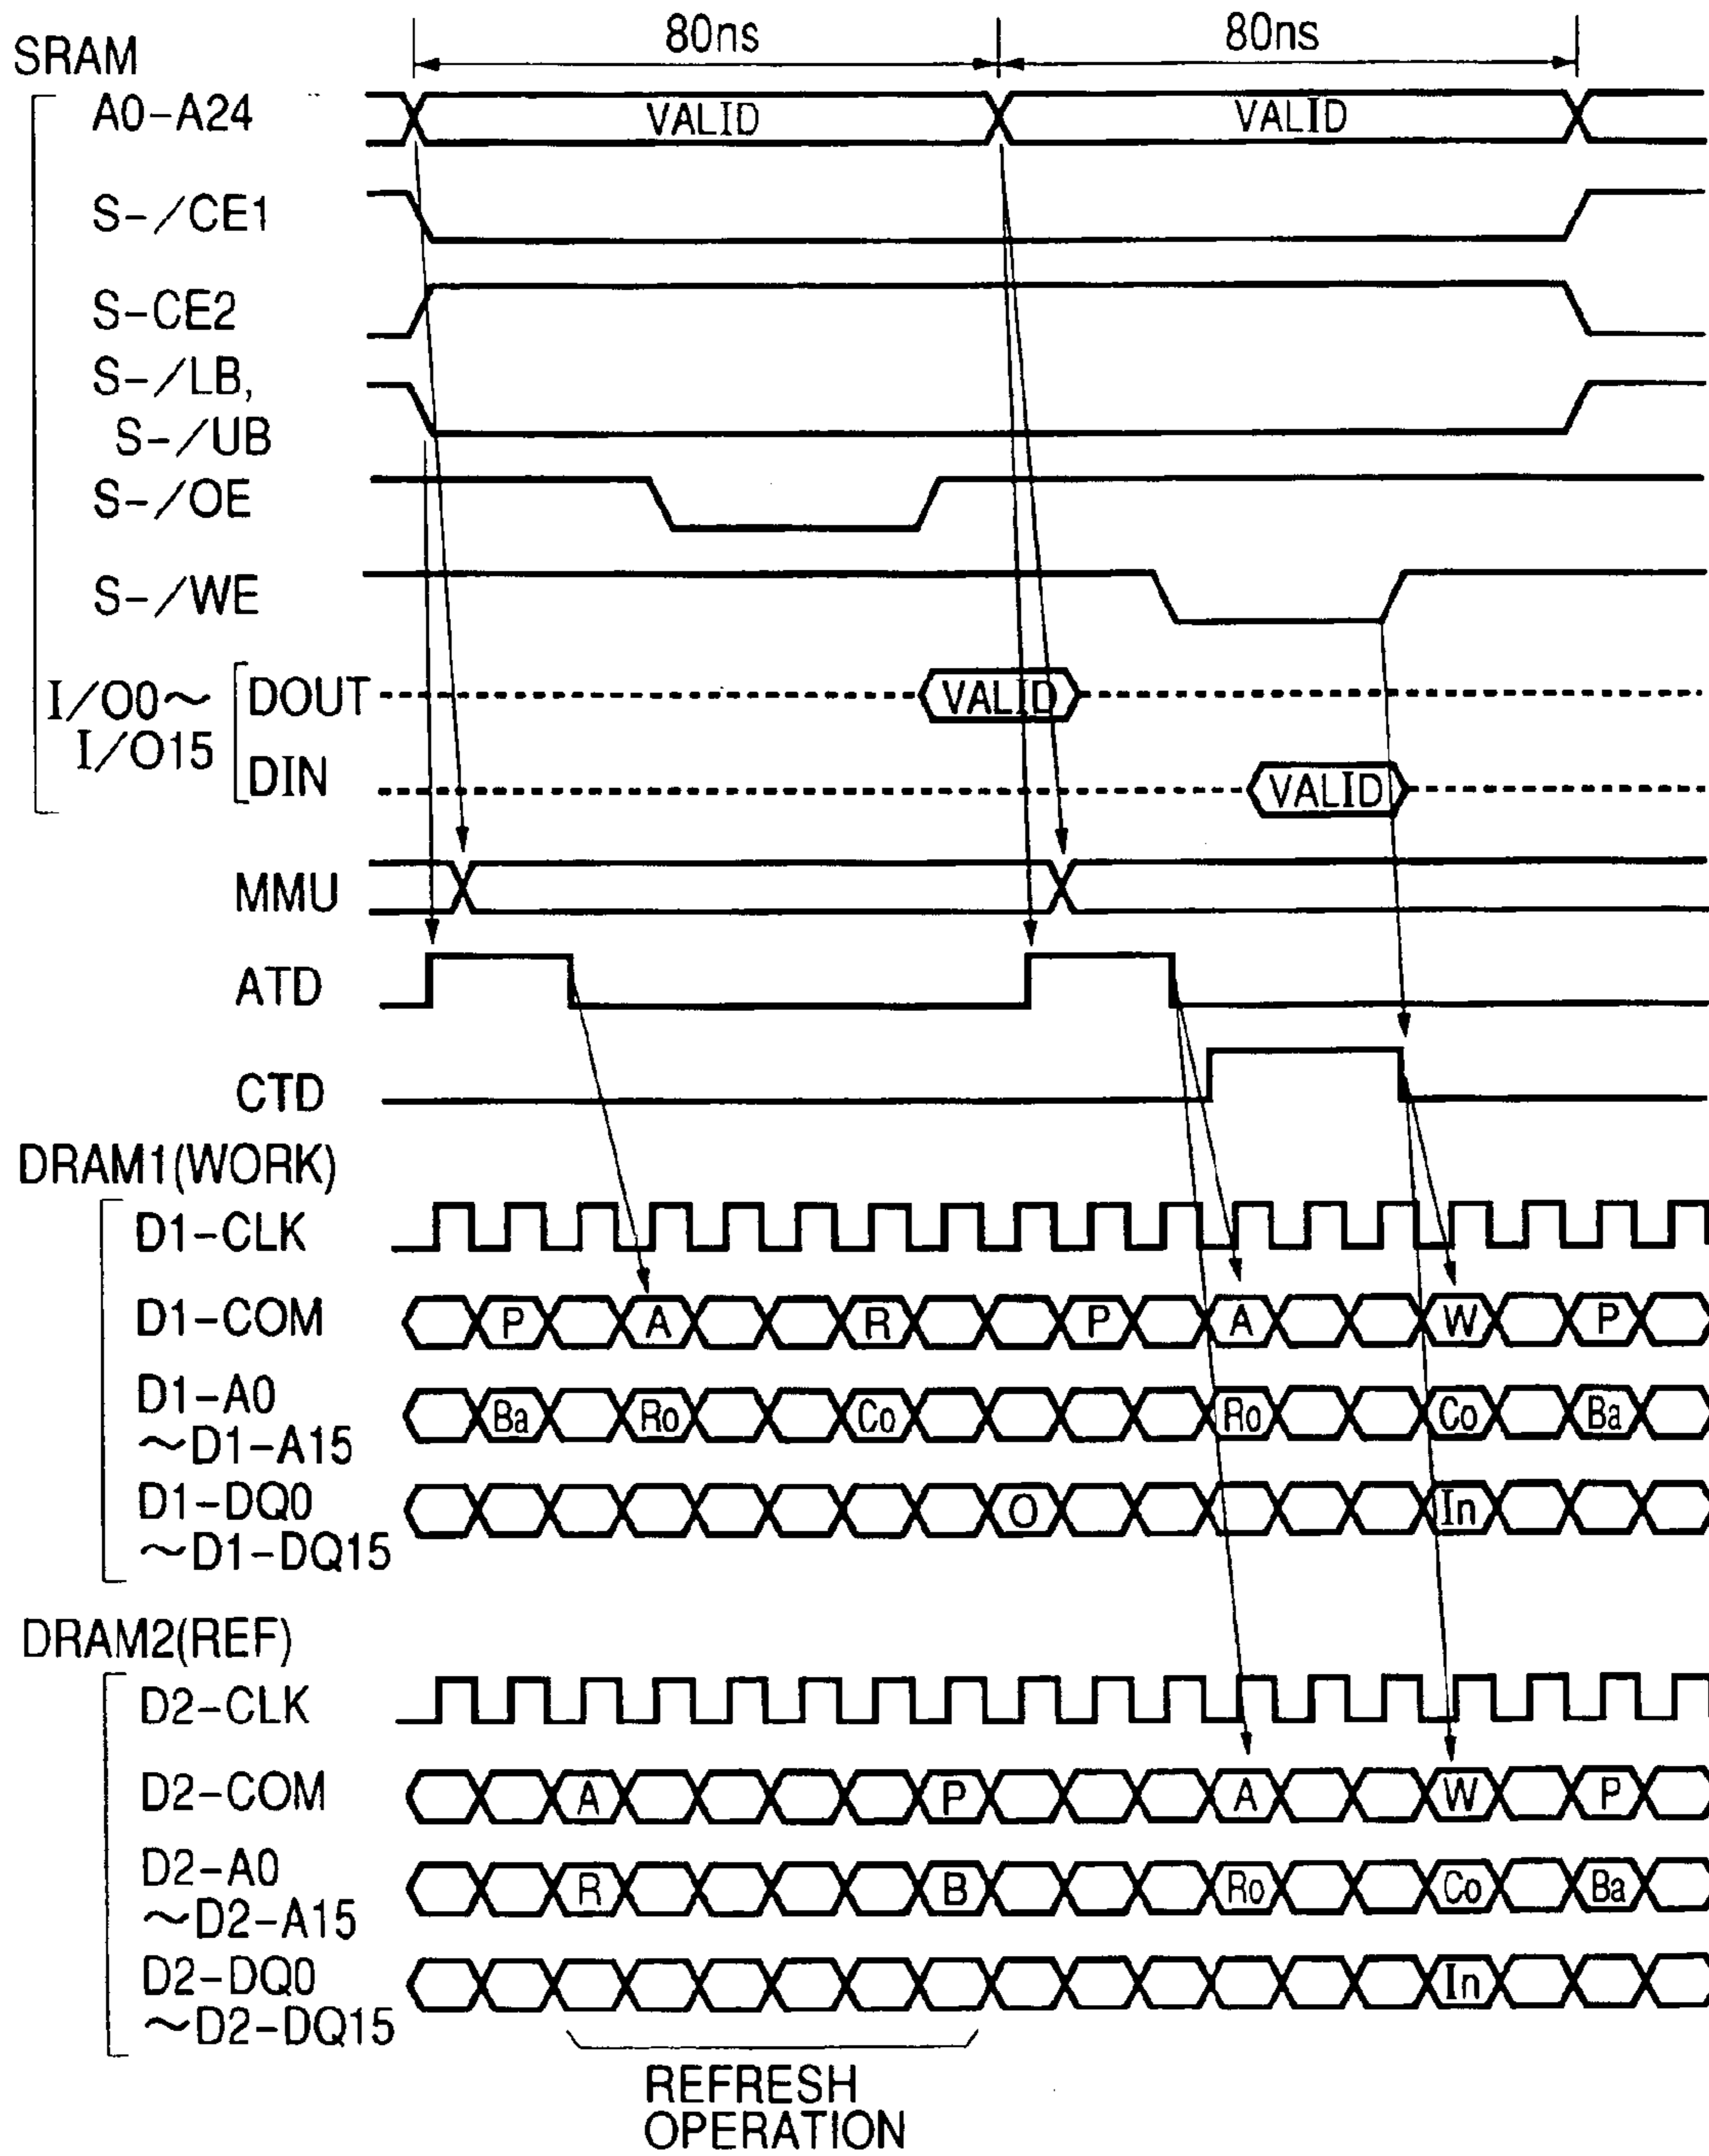 80ns 80ns
SRAM
A0-A24 VALID VALID
S-/CE1
S-CE2
S-/LB,
S-/UB
S-/OE
S-/WE
I/O0～ DOUT VALID
I/O15 DIN VALID
MMU
ATD
CTD
DRAM1(WORK)
D1-CLK
D1-COM P A R P A W P
D1-A0 Ba Ro Co Ro Co Ba
～D1-A15
D1-DQ0 O In
～D1-DQ15
DRAM2(REF)
D2-CLK
D2-COM A P A W P
D2-A0 R B Ro Co Ba
～D2-A15
D2-DQ0 In
～D2-DQ15
REFRESH
OPERATION